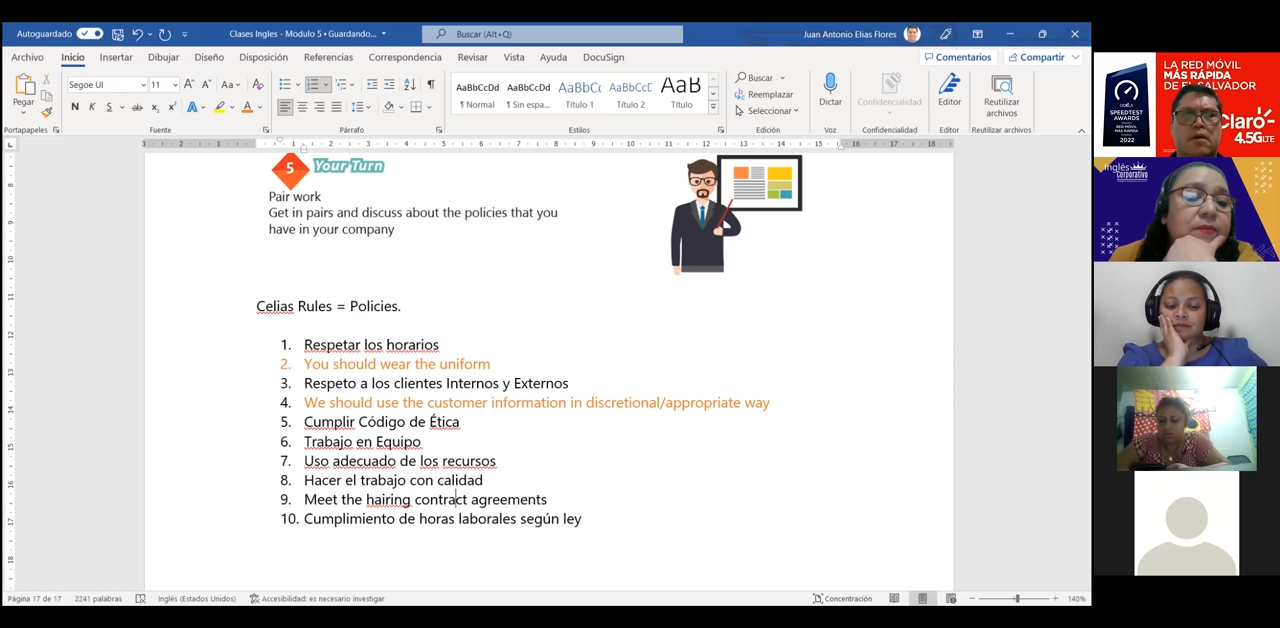 Autoguardado
Clases Ingles - Modulo 5 • Guardando...
Buscar (Alt+Q)
Juan Antonio Elias Flores
Archivo Inicio Insertar Dibujar Diseño Disposición Referencias Correspondencia Revisar Vista Ayuda DocuSign
Comentarios Compartir
Pegar
Segoe UI 11
AaBbCcDd AaBbCcDd AaBbCc AaBbCcC AaB
¶ Normal ¶ Sin espa... Título 1 Título 2 Título
Buscar
Reemplazar
Seleccionar
Dictar
Confidencialidad
Editor
Reutilizar archivos
Portapapeles Fuente Párrafo Estilos Edición Voz Confidencialidad Editor Reutilizar archivos
5 Your Turn
Pair work
Get in pairs and discuss about the policies that you
have in your company
Celias Rules = Policies.
1. Respetar los horarios
2. You should wear the uniform
3. Respeto a los clientes Internos y Externos
4. We should use the customer information in discretional/appropriate way
5. Cumplir Código de Ética
6. Trabajo en Equipo
7. Uso adecuado de los recursos
8. Hacer el trabajo con calidad
9. Meet the hairing contract agreements
10. Cumplimiento de horas laborales según ley
Página 17 de 17 2241 palabras Inglés (Estados Unidos) Accesibilidad: es necesario investigar
Concentración 140%
LA RED MÓVIL
MÁS RÁPIDA
SPEEDTEST
AWARDS
2022
Claro
4.5G LTE
Inglés
Corporativo